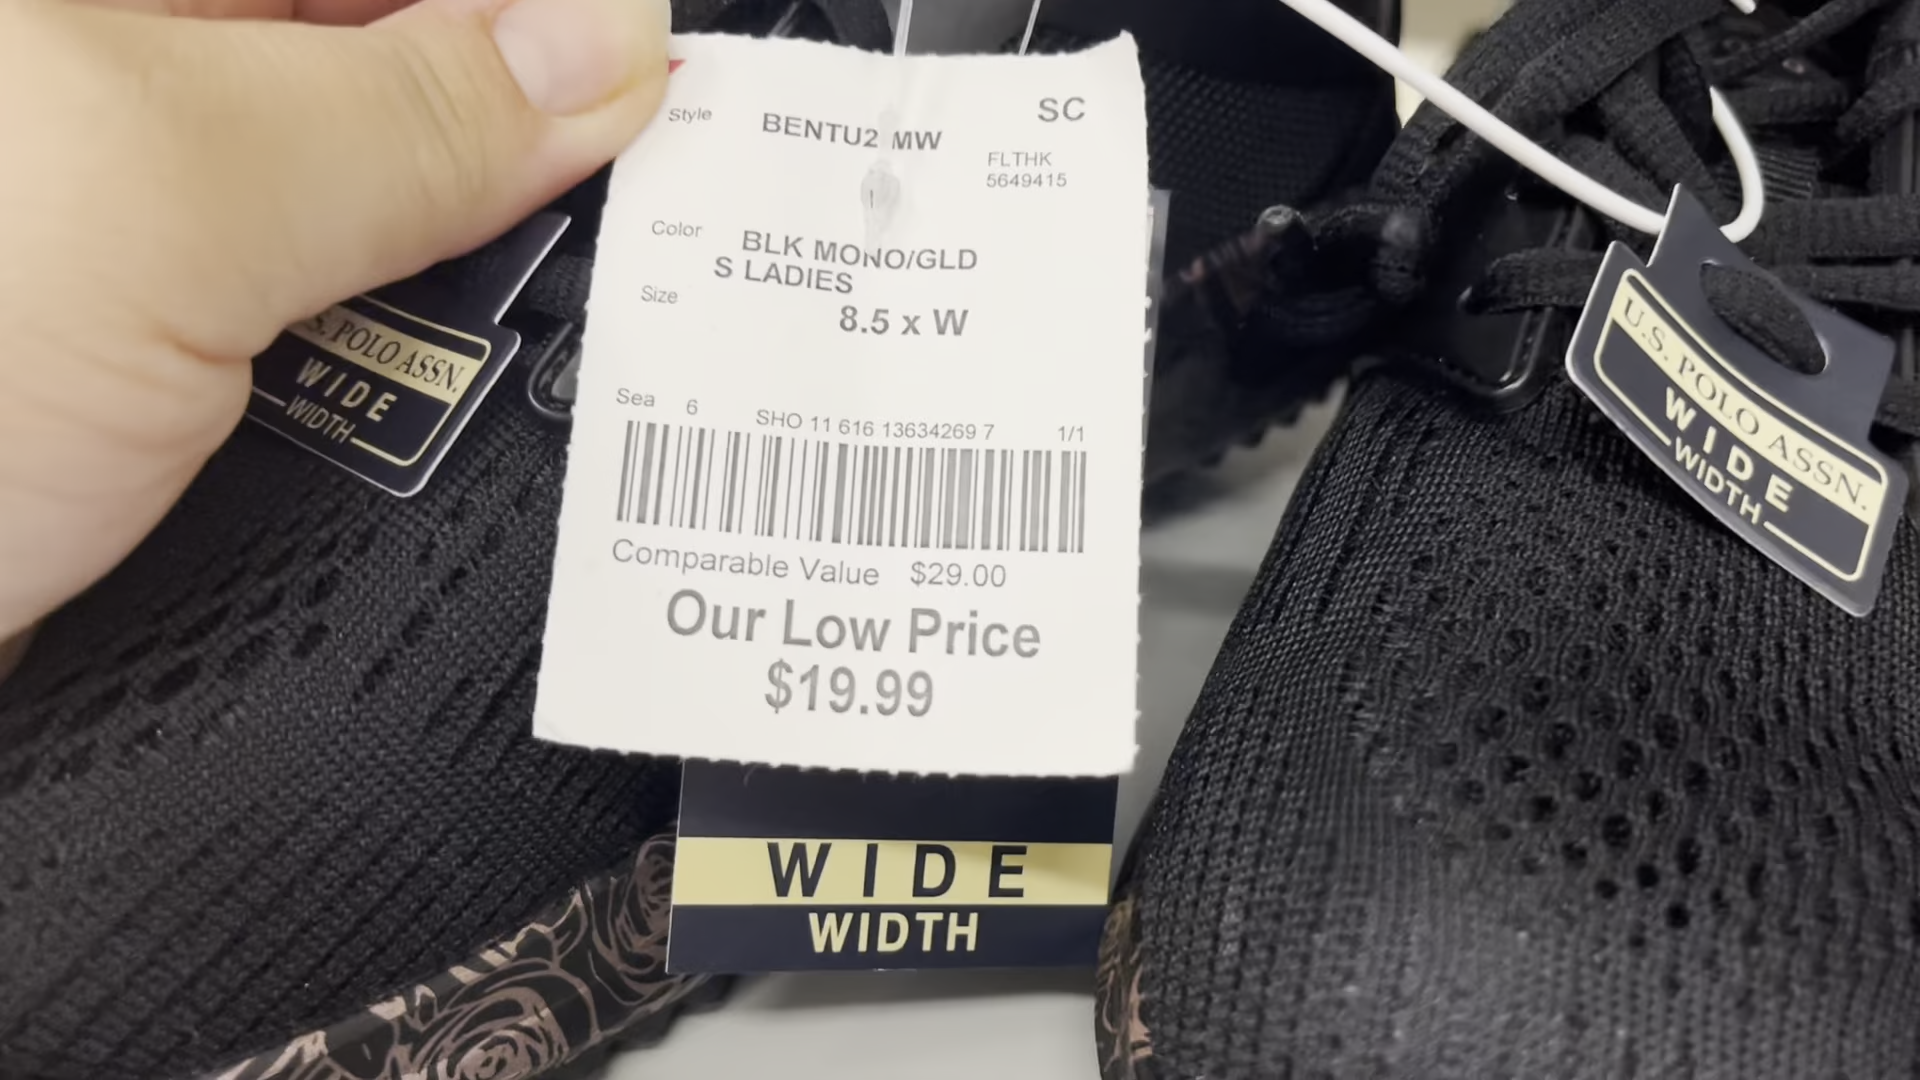 SC
Style BENTU2 MW
FLTHK
5649415
Color BLK MONO/GLD
S LADIES
Size 8.5 x W
Sea 6 SHO 11 616 13634269 7 1/1
Comparable Value $29.00
Our Low Price
$19.99
WIDE
WIDTH
S. POLO ASSN.
WIDE
WIDTH
U.S. POLO ASSN.
WIDE
WIDTH